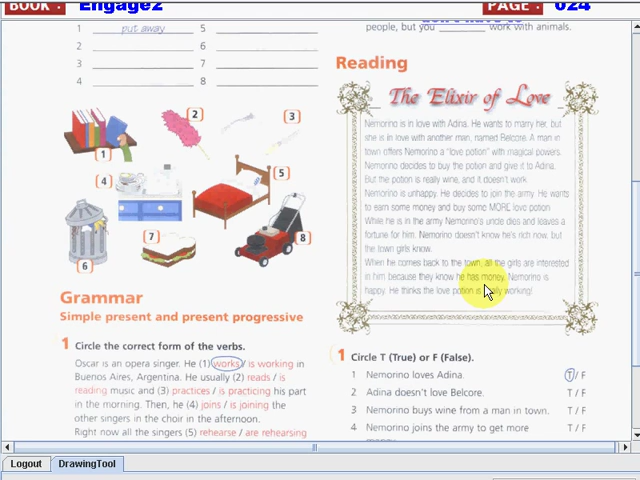 BOOK : Engage2 PAGE : 024
1 put away 5
2 6
3 7
4 8
1
2
3
4
5
6
7
8
Grammar
Simple present and present progressive
1 Circle the correct form of the verbs.
Oscar is an opera singer. He (1) works / is working in
Buenos Aires, Argentina. He usually (2) reads / is
reading music and (3) practices / is practicing his part
in the morning. Then, he (4) joins / is joining the
other singers in the choir in the afternoon.
Right now all the singers (5) rehearse / are rehearsing
don't have to
people, but you ________ work with animals.
Reading
The Elixir of Love
Nemorino is in love with Adina. He wants to marry her, but
she is in love with another man, named Belcore. A man in
town offers Nemorino a "love potion" with magical powers.
Nemorino decides to buy the potion and give it to Adina.
But the potion is really wine, and it doesn't work.
Nemorino is unhappy. He decides to join the army. He wants
to earn some money and buy some MORE love potion
While he is in the army Nemorino's uncle dies and leaves a
fortune for him. Nemorino doesn't know he's rich now, but
the town girls know.
When he comes back to the town, all the girls are interested
in him because they know he has money. Nemorino is
happy. He thinks the love potion is really working!
1 Circle T (True) or F (False).
1 Nemorino loves Adina. T / F
2 Adina doesn't love Belcore. T / F
3 Nemorino buys wine from a man in town. T / F
4 Nemorino joins the army to get more T / F
money.
Logout DrawingTool